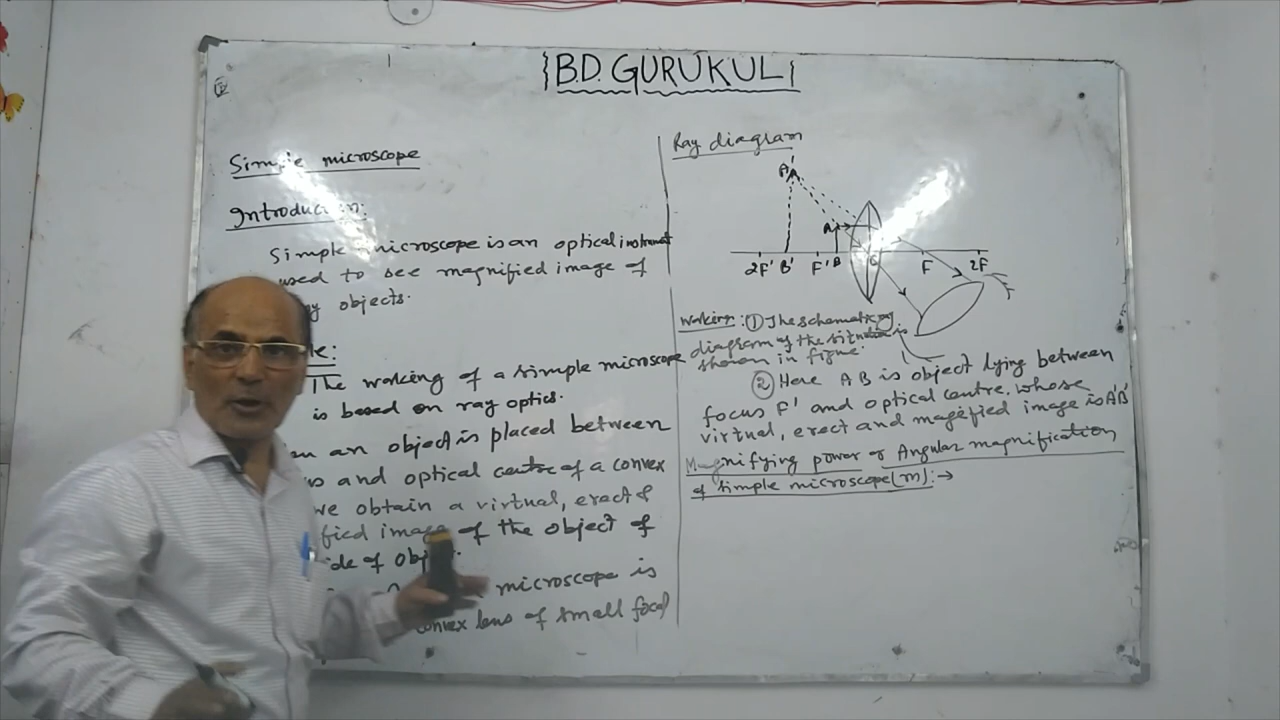 B.D. GURUKUL
Simple microscope
Introduction:
Simple microscope is an optical instrument
used to see magnified image of
objects.
The working of a simple microscope
is based on ray optics.
an object is placed between
and optical centre of a convex
we obtain a virtual, erect &
image of the object of
of
microscope is
convex lens of small focal
Ray diagram
A'
A
2F' B' F' B C F 2F
Working: ① The schematic
diagram of the situation is
shown in figure.
② Here AB is object lying between
focus F' and optical centre, whose
virtual, erect and magnified image is A'B'
Magnifying power or Angular magnification
of simple microscope (m):→